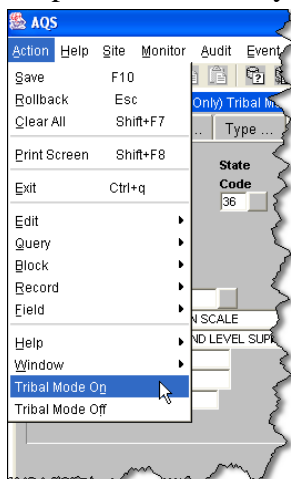 AQS
Action Help Site Monitor Audit Event
Save F10
Rollback Esc
Clear All Shift+F7
Print Screen Shift+F8
Exit Ctrl+q
Edit
Query
Block
Record
Field
Help
Window
Tribal Mode On
Tribal Mode Off
Only) Tribal M
.. Type ...
State
Code
36
N SCALE
ND LEVEL SUP